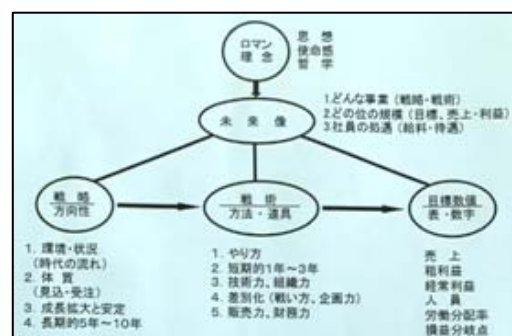 ロマン
理念
思想
使命感
哲学
未来像
1.どんな事業（戦略・戦術）
2.どの位の規模（目標、売上・利益）
3.社員の処遇（給料・待遇）
戦略
方向性
戦術
方法・道具
目標数値
表・数字
1. 環境・状況
(時代の流れ)
2. 体質
(見込・受注)
3. 成長拡大と安定
4. 長期的5年～10年
1. やり方
2. 短期的1年～3年
3. 技術力、組織力
4. 差別化（戦い方、企画力）
5. 販売力、財務力
売上
粗利益
経常利益
人員
労働分配率
損益分岐点